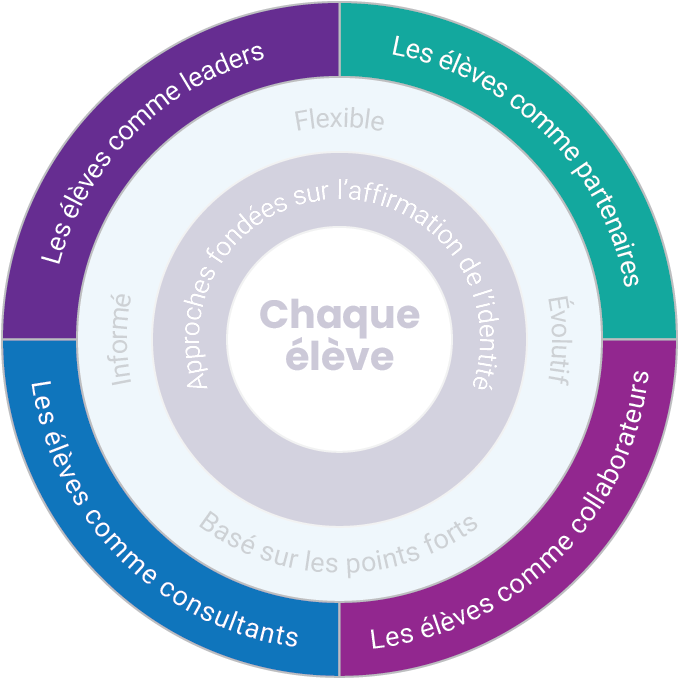 Les élèves comme leaders
Les élèves comme partenaires
Flexible
Approches fondées sur l’affirmation de l’identité
Informé
Évolutif
Chaque
élève
Basé sur les points forts
Les élèves comme consultants
Les élèves comme collaborateurs